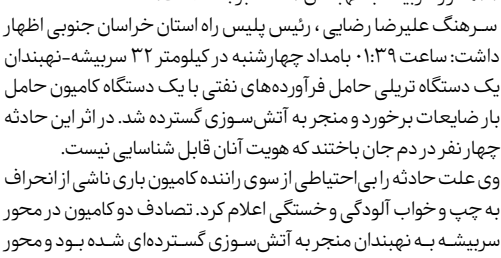 سرهنگ علیرضا رضایی ، رئیس پلیس راه استان خراسان جنوبی اظهار
داشت: ساعت ۰۱:۳۹ بامداد چهارشنبه در کیلومتر ۳۲ سربیشه-نهبندان
یک دستگاه تریلی حامل فرآورده‌های نفتی با یک دستگاه کامیون حامل
بار ضایعات برخورد و منجر به آتش‌سوزی گسترده شد. در اثر این حادثه
چهار نفر در دم جان باختند که هویت آنان قابل شناسایی نیست.
وی علت حادثه را بی‌احتیاطی از سوی راننده کامیون باری ناشی از انحراف
به چپ و خواب آلودگی و خستگی اعلام کرد. تصادف دو کامیون در محور
سربیشه به نهبندان منجر به آتش‌سوزی گسترده‌ای شده بود و محور